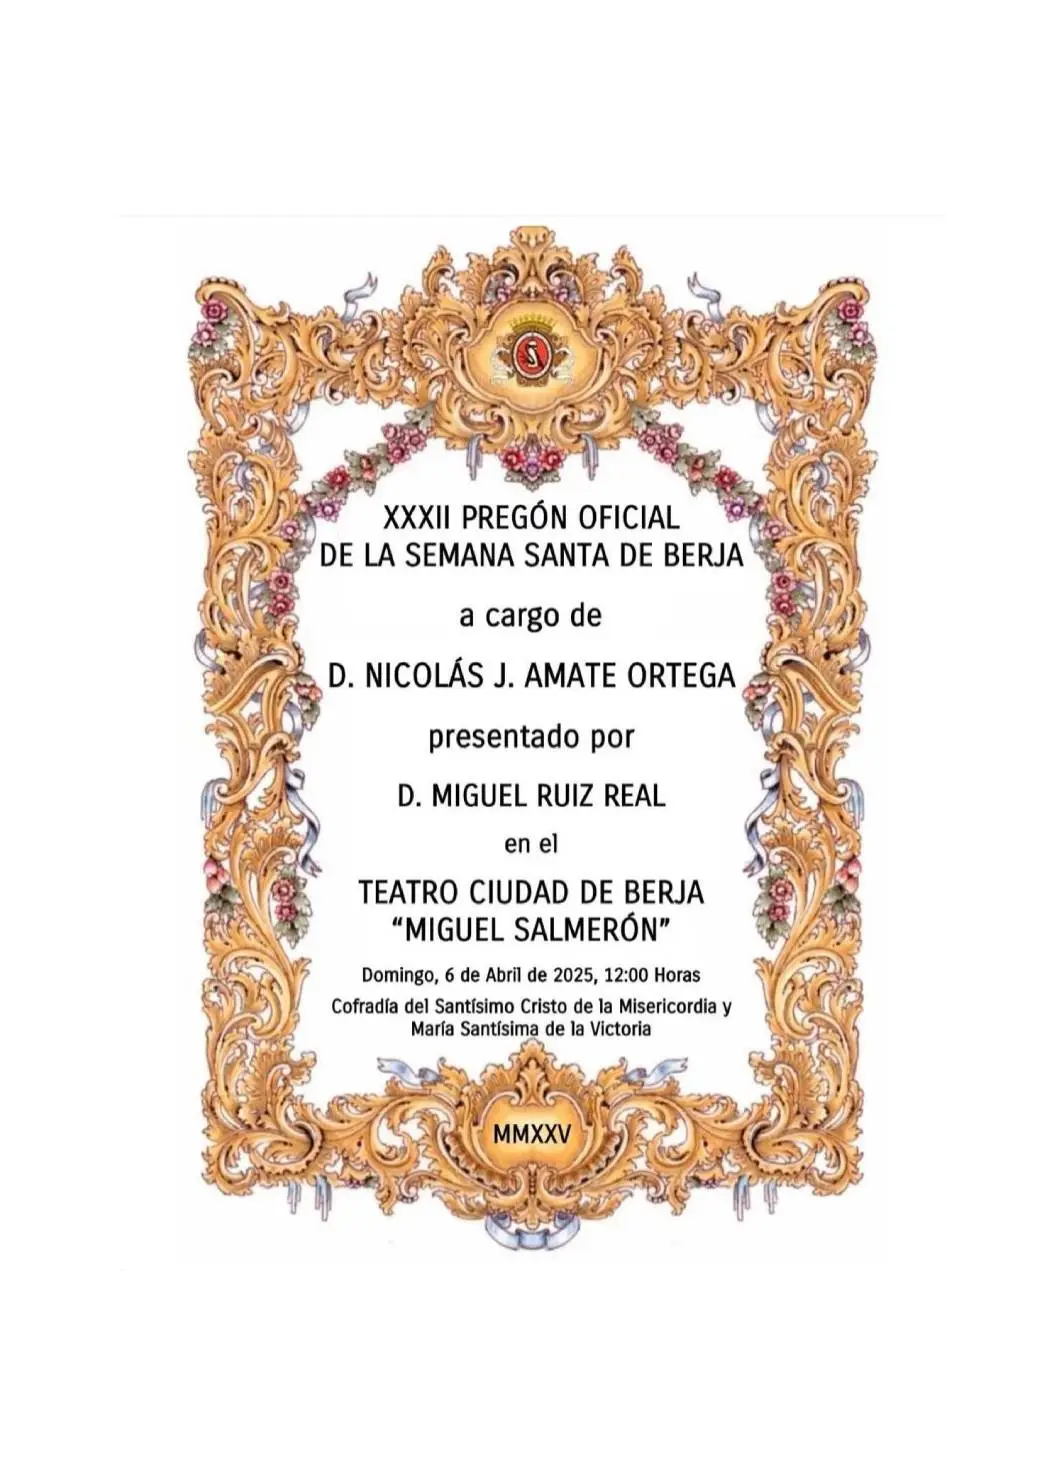 XXXII PREGÓN OFICIAL
DE LA SEMANA SANTA DE BERJA
a cargo de
D. NICOLÁS J. AMATE ORTEGA
presentado por
D. MIGUEL RUIZ REAL
en el
TEATRO CIUDAD DE BERJA
“MIGUEL SALMERÓN”
Domingo, 6 de Abril de 2025, 12:00 Horas
Cofradía del Santísimo Cristo de la Misericordia y
María Santísima de la Victoria
MMXXV